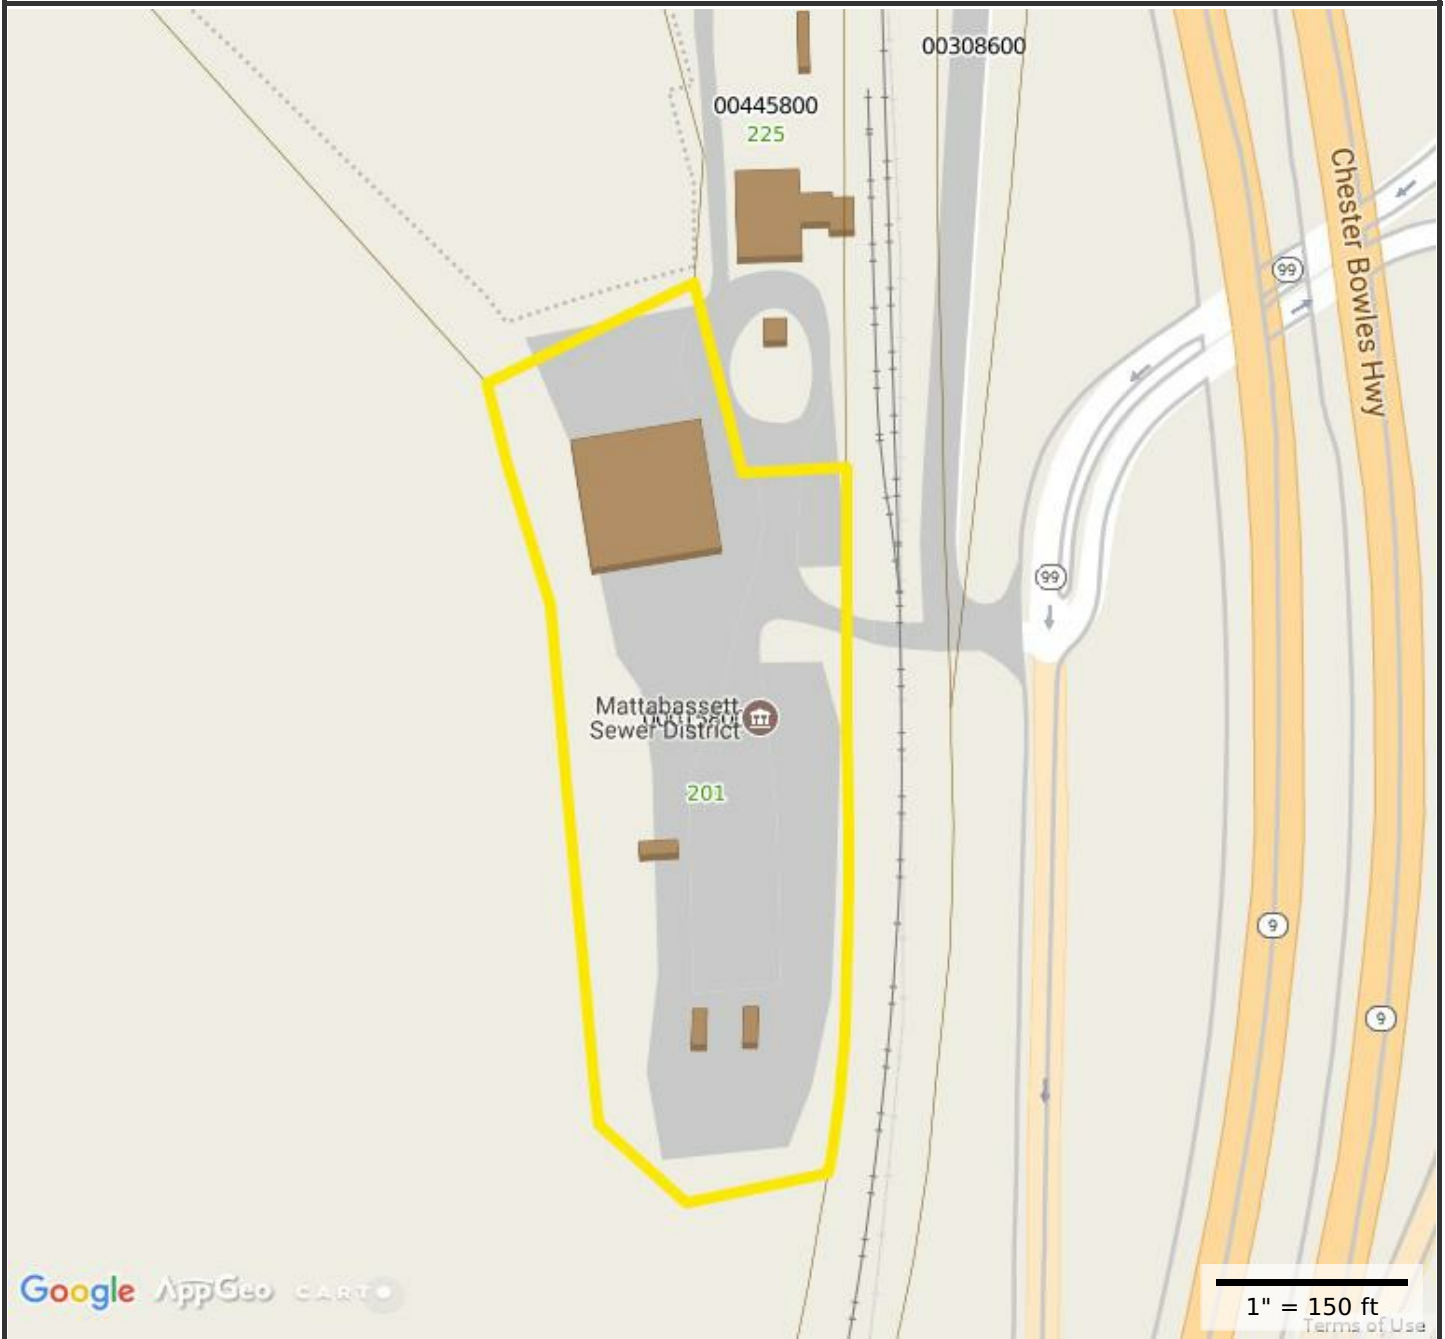 00308600
00445800
225
99
Chester Bowles Hwy
99
Mattabassett
Sewer District
201
9
9
Google AppGeo CARTO
1" = 150 ft
Terms of Use